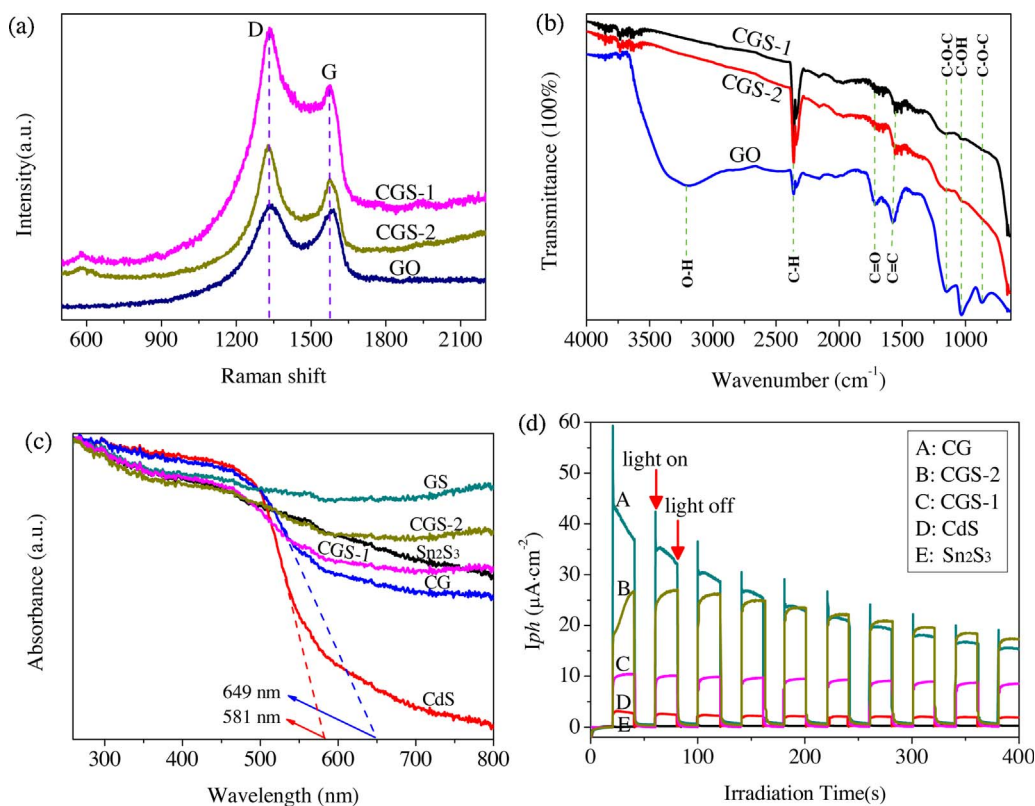 (a)
D
G
CGS-1
CGS-2
GO
Intensity(a.u.)
600 900 1200 1500 1800 2100
Raman shift
(b)
CGS-1
CGS-2
GO
O-H
C-H
C=O
C=C
C-O-C
C-OH
C-O-C
Transmittance (100%)
4000 3500 3000 2500 2000 1500 1000
Wavenumber (cm⁻¹)
(c)
GS
CGS-2
Sn₂S₃
CGS-1
CG
CdS
649 nm
581 nm
Absorbance (a.u.)
300 400 500 600 700 800
Wavelength (nm)
(d)
60
50
40
30
20
10
0
Iph (μA·cm⁻²)
light on
light off
A
B
C
D
E
A: CG
B: CGS-2
C: CGS-1
D: CdS
E: Sn₂S₃
0 100 200 300 400
Irradiation Time(s)